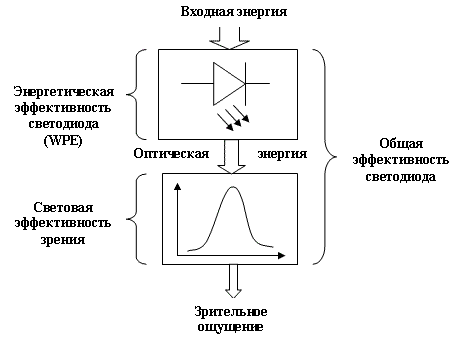 Входная энергия
Энергетическая
эффективность
светодиода
(WPE)
Оптическая энергия
Общая
эффективность
светодиода
Световая
эффективность
зрения
Зрительное
ощущение